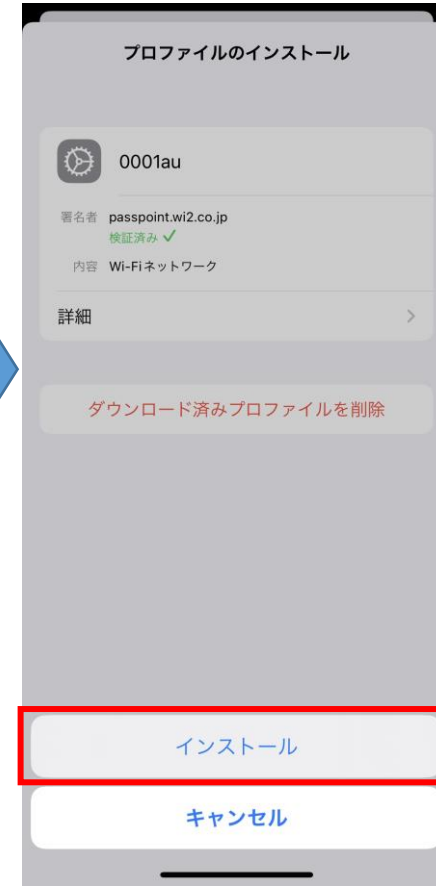 プロファイルのインストール
0001au
署名者 passpoint.wi2.co.jp
検証済み ✓
内容 Wi-Fiネットワーク
詳細
ダウンロード済みプロファイルを削除
インストール
キャンセル